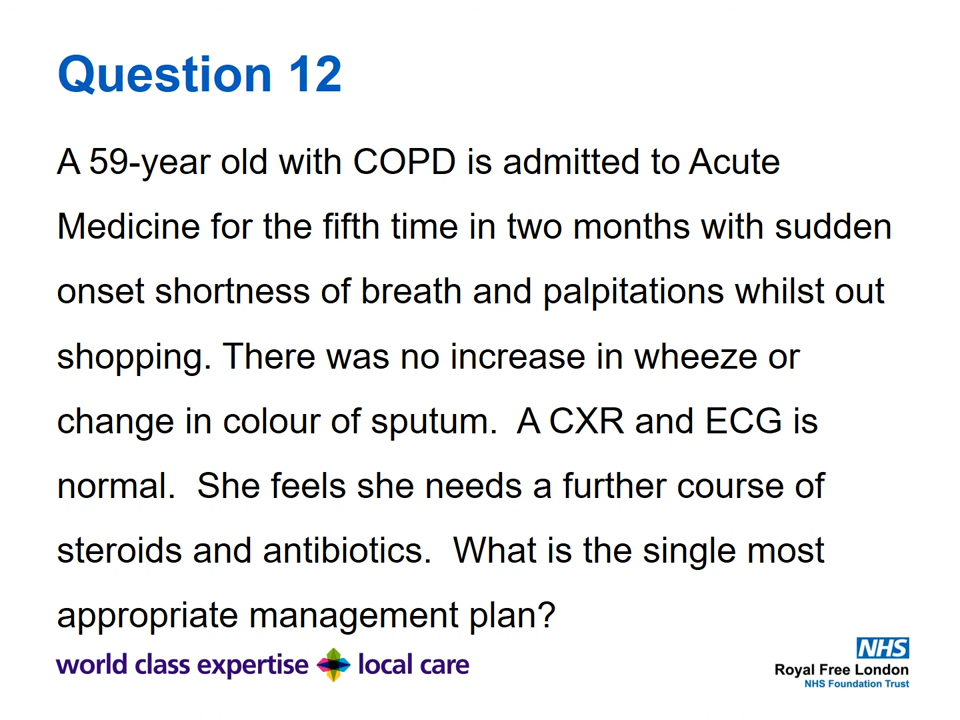 Question 12
A 59-year old with COPD is admitted to Acute
Medicine for the fifth time in two months with sudden
onset shortness of breath and palpitations whilst out
shopping. There was no increase in wheeze or
change in colour of sputum.  A CXR and ECG is
normal.  She feels she needs a further course of
steroids and antibiotics.  What is the single most
appropriate management plan?
world class expertise local care
NHS
Royal Free London
NHS Foundation Trust